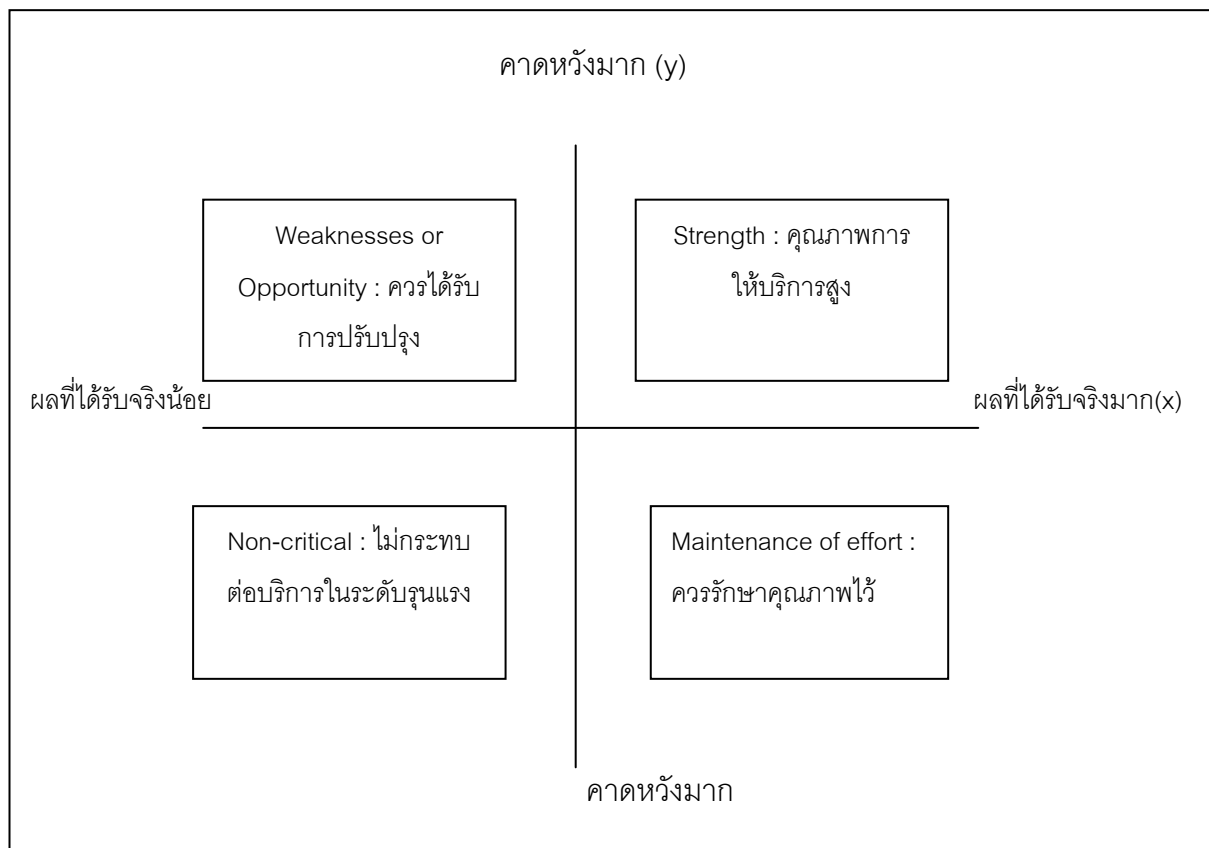 คาดหวังมาก (y)
Weaknesses or
Opportunity : ควรได้รับ
การปรับปรุง
Strength : คุณภาพการ
ให้บริการสูง
ผลที่ได้รับจริงน้อย
ผลที่ได้รับจริงมาก(x)
Non-critical : ไม่กระทบ
ต่อบริการในระดับรุนแรง
Maintenance of effort :
ควรรักษาคุณภาพไว้
คาดหวังมาก